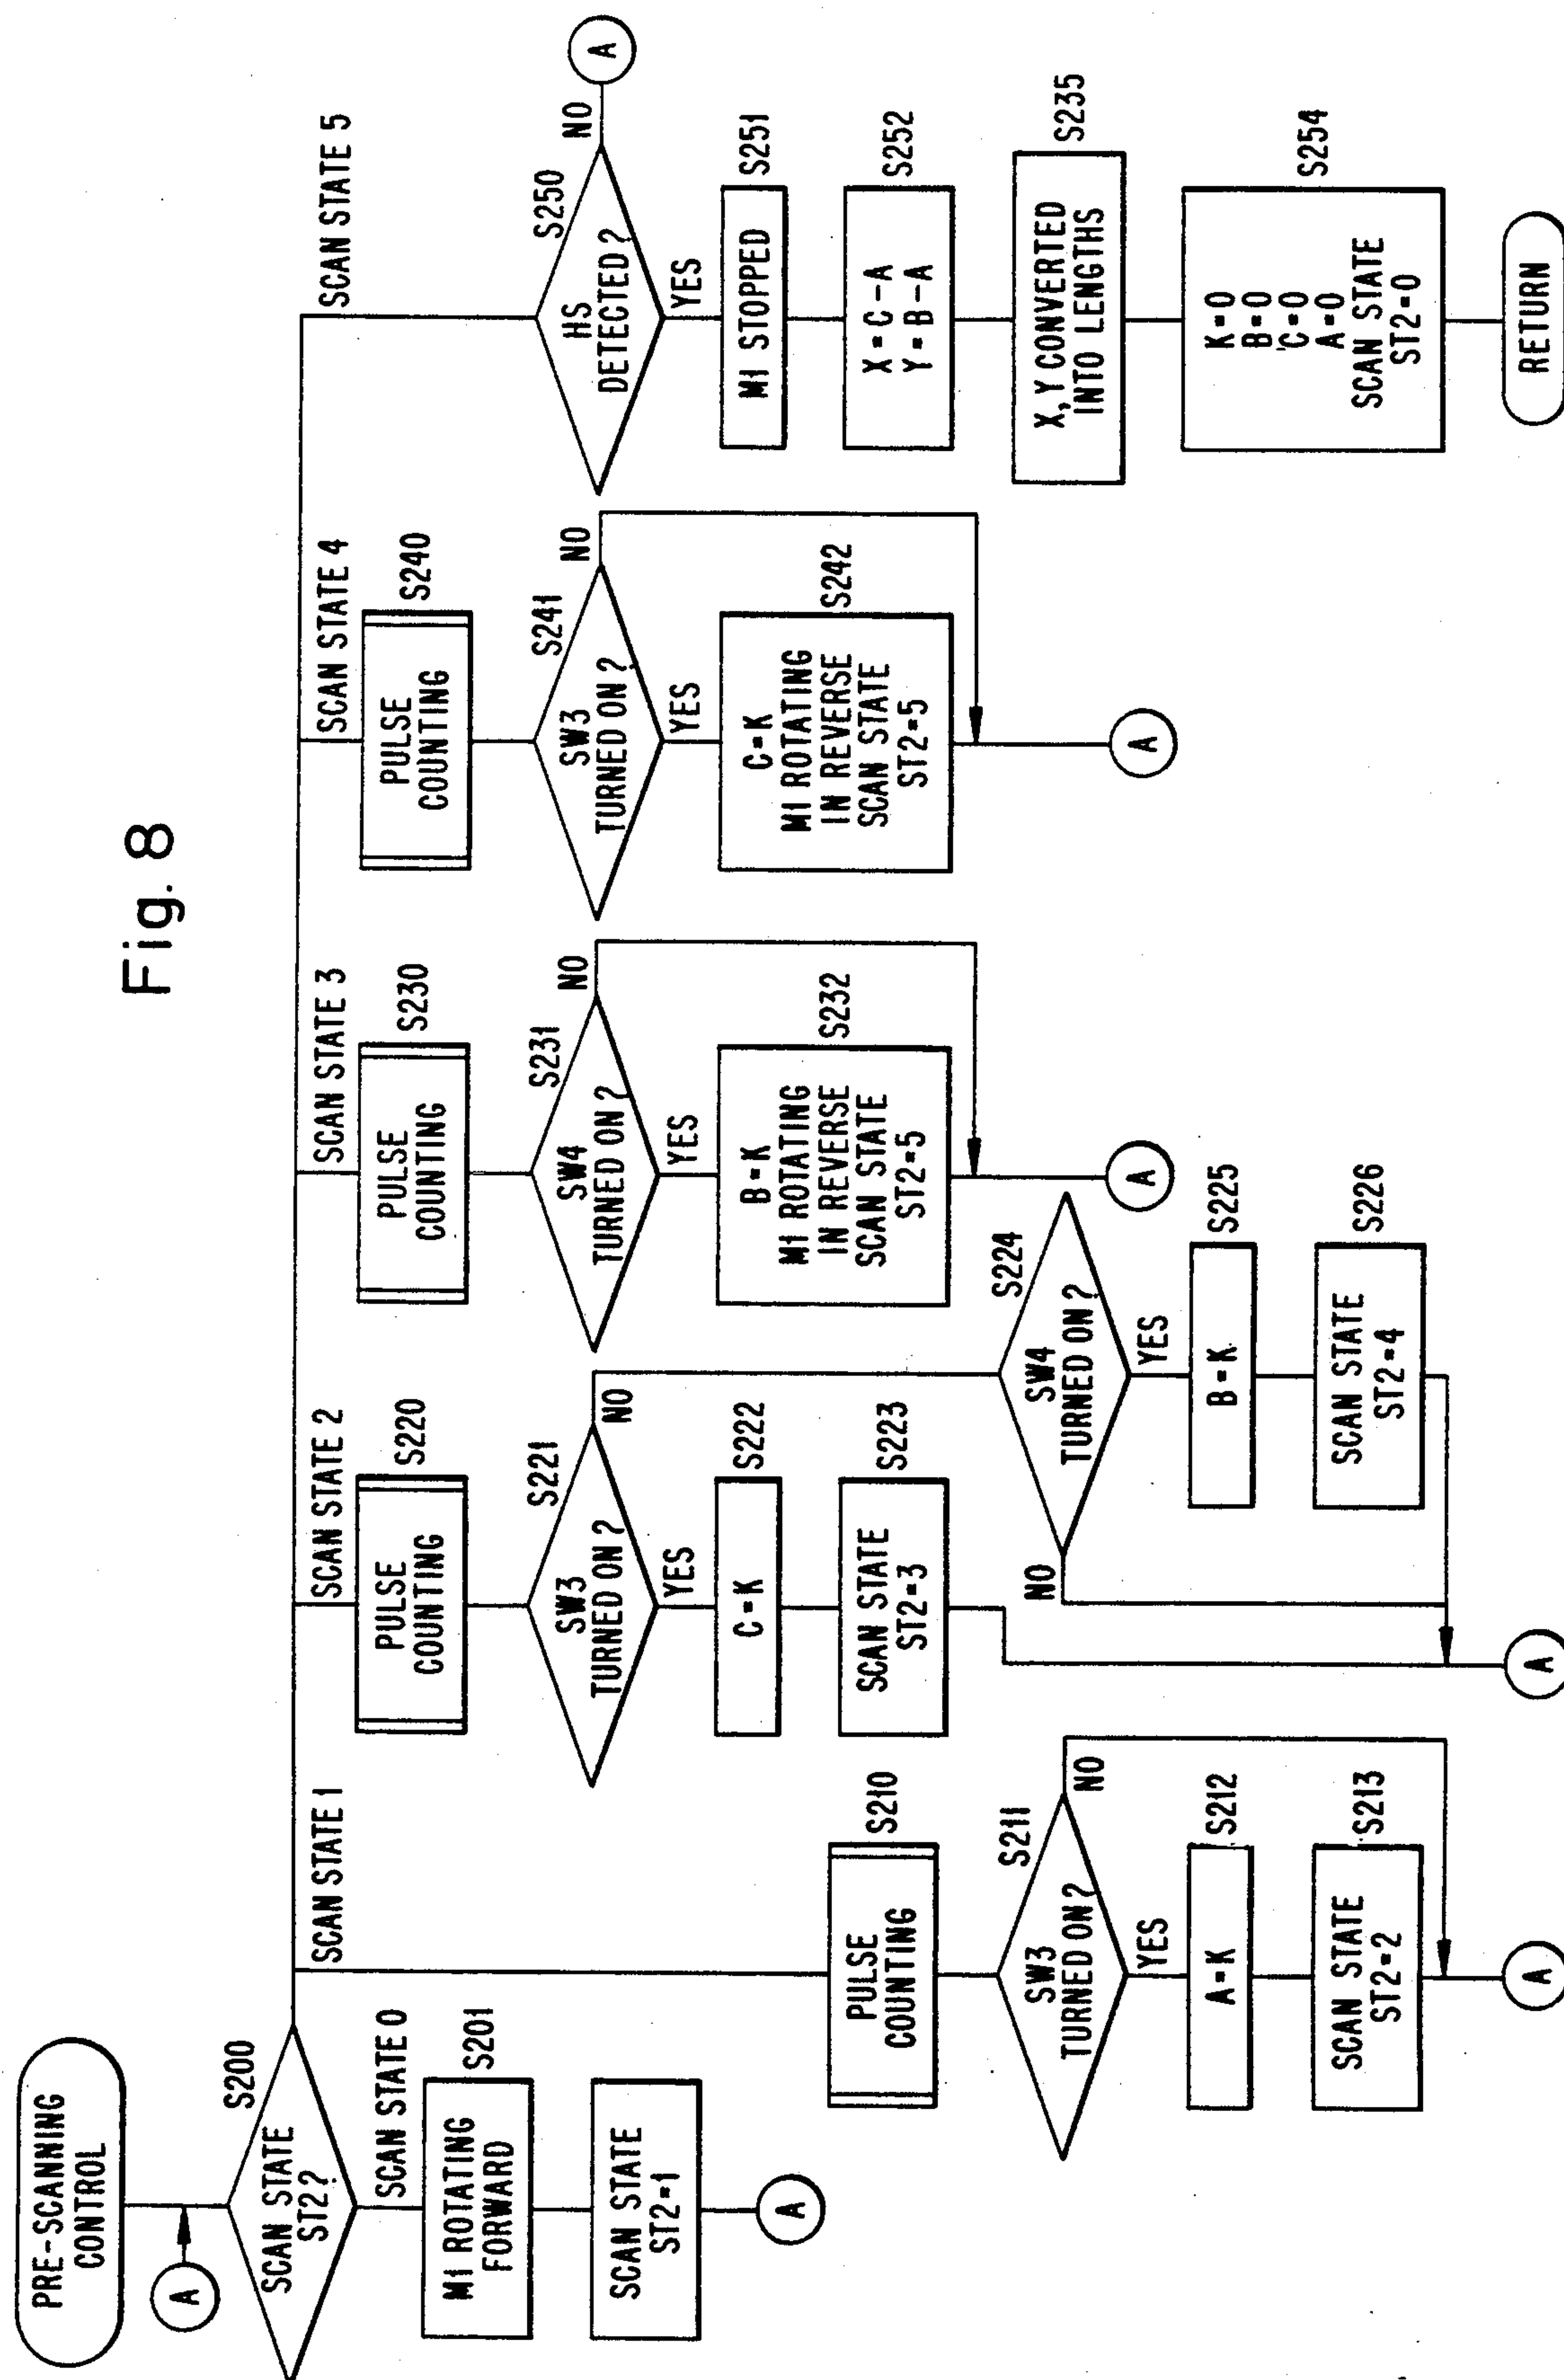 Fig. 8
PRE-SCANNING
CONTROL
A
SCAN STATE
ST2?
S200
SCAN STATE 0
M1 ROTATING
FORWARD
S201
SCAN STATE
ST2=1
A
SCAN STATE 1
PULSE
COUNTING
S210
SW3
TURNED ON?
S211
NO
YES
A=K
S212
SCAN STATE
ST2=2
S213
A
SCAN STATE 2
PULSE
COUNTING
S220
SW3
TURNED ON?
S221
NO
YES
C=K
S222
SCAN STATE
ST2=3
S223
SW4
TURNED ON?
S224
NO
YES
B=K
S225
SCAN STATE
ST2=4
S226
A
SCAN STATE 3
PULSE
COUNTING
S230
SW4
TURNED ON?
S231
NO
YES
B=K
M1 ROTATING
IN REVERSE
SCAN STATE
ST2=5
S232
A
SCAN STATE 4
PULSE
COUNTING
S240
SW3
TURNED ON?
S241
NO
YES
C=K
M1 ROTATING
IN REVERSE
SCAN STATE
ST2=5
S242
A
SCAN STATE 5
HS
DETECTED?
S250
NO
A
YES
M1 STOPPED
S251
X=C-A
Y=B-A
S252
X,Y CONVERTED
INTO LENGTHS
S235
K=0
B=0
C=0
A=0
SCAN STATE
ST2=0
S254
RETURN